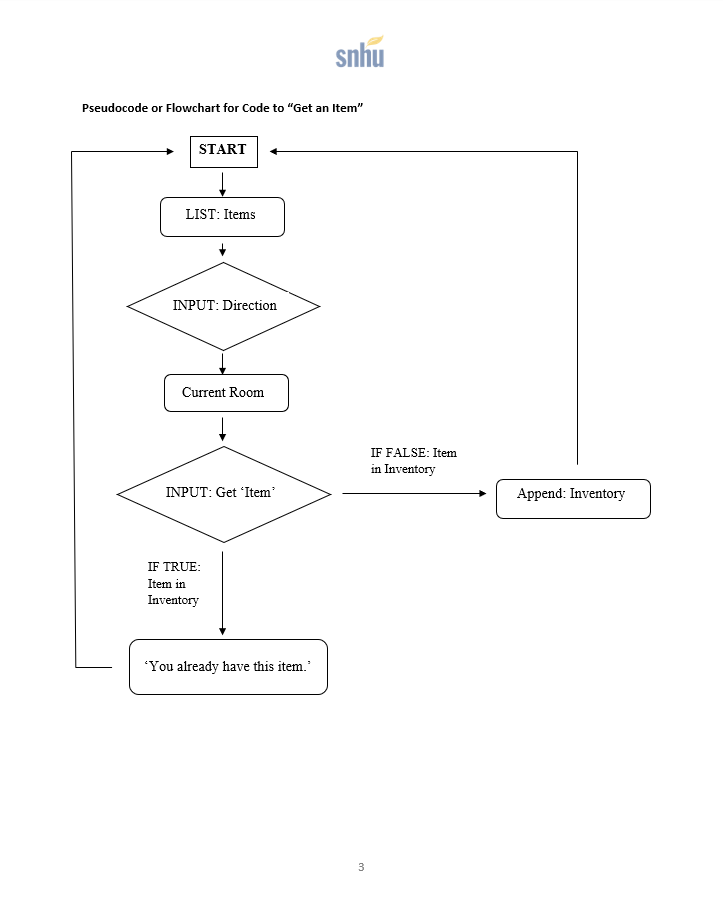 snhu
Pseudocode or Flowchart for Code to “Get an Item”
START
LIST: Items
INPUT: Direction
Current Room
INPUT: Get ‘Item’
IF FALSE: Item
in Inventory
Append: Inventory
IF TRUE:
Item in
Inventory
‘You already have this item.’
3